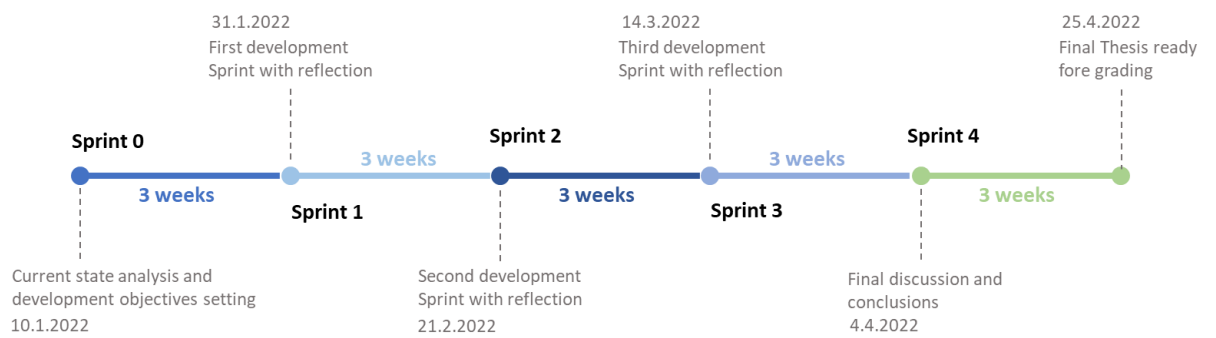 31.1.2022
First development
Sprint with reflection
14.3.2022
Third development
Sprint with reflection
25.4.2022
Final Thesis ready
fore grading
Sprint 0
3 weeks
Sprint 1
3 weeks
Sprint 2
3 weeks
Sprint 3
3 weeks
Sprint 4
3 weeks
Current state analysis and
development objectives setting
10.1.2022
Second development
Sprint with reflection
21.2.2022
Final discussion and
conclusions
4.4.2022